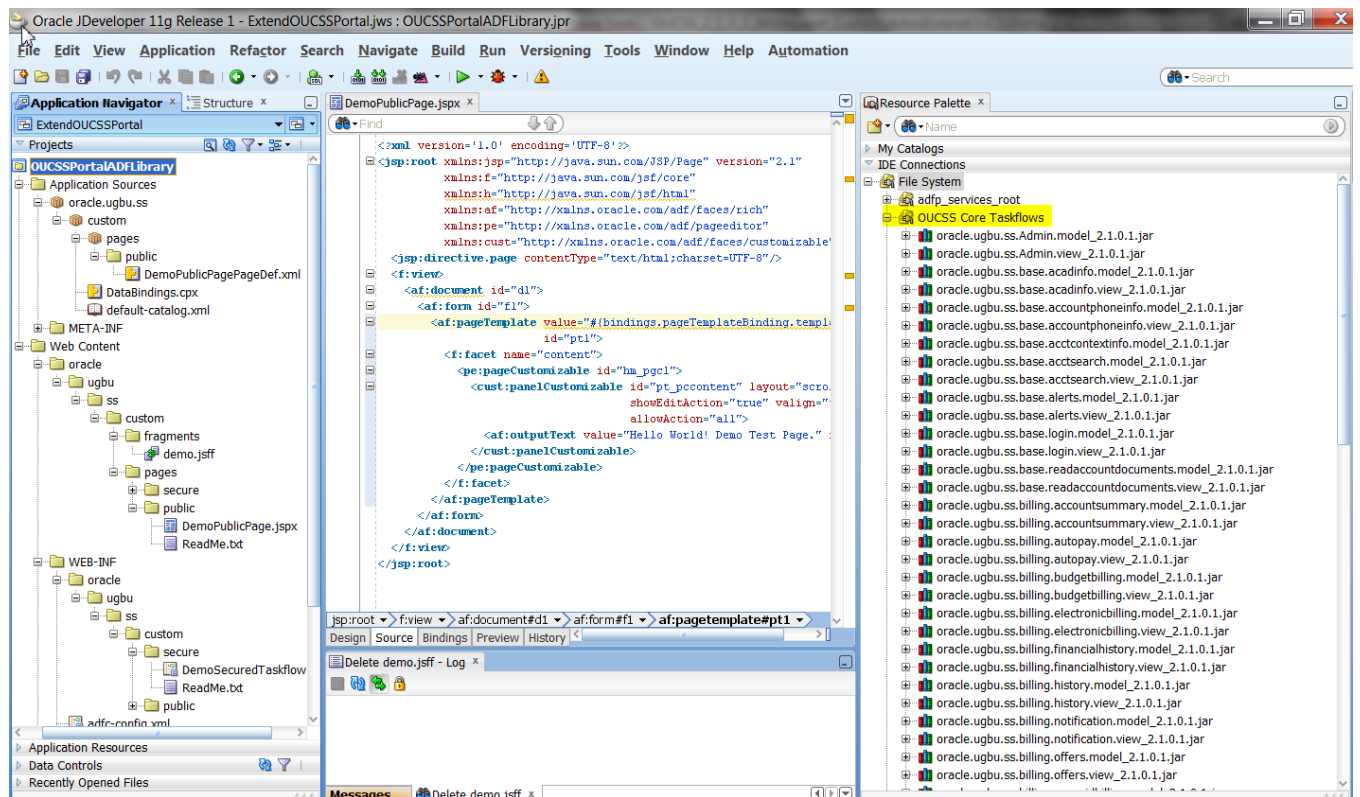 Oracle JDeveloper 11g Release 1 - ExtendOUCSSPortal.jws : OUCSSPortalADFLibrary.jpr
File Edit View Application Refactor Search Navigate Build Run Versioning Tools Window Help Automation
Search
Application Navigator
Structure
ExtendOUCSSPortal
Projects
OUCSSPortalADFLibrary
Application Sources
oracle.ugbu.ss
custom
pages
public
DemoPublicPagePageDef.xml
DataBindings.cpx
default-catalog.xml
META-INF
Web Content
oracle
ugbu
ss
custom
fragments
demo.jsff
pages
secure
public
DemoPublicPage.jspx
ReadMe.txt
WEB-INF
oracle
ugbu
ss
custom
secure
DemoSecuredTaskflow
ReadMe.txt
public
adfc-config.xml
Application Resources
Data Controls
Recently Opened Files
DemoPublicPage.jspx
Find
<?xml version='1.0' encoding='UTF-8'?>
<jsp:root xmlns:jsp="http://java.sun.com/JSP/Page" version="2.1"
xmlns:f="http://java.sun.com/jsf/core"
xmlns:h="http://java.sun.com/jsf/html"
xmlns:af="http://xmlns.oracle.com/adf/faces/rich"
xmlns:pe="http://xmlns.oracle.com/adf/pageeditor"
xmlns:cust="http://xmlns.oracle.com/adf/faces/customizable"
<jsp:directive.page contentType="text/html;charset=UTF-8"/>
<f:view>
<af:document id="d1">
<af:form id="f1">
<af:pageTemplate value="#{bindings.pageTemplateBinding.templ
id="pt1">
<f:facet name="content">
<pe:pageCustomizable id="hm_pgc1">
<cust:panelCustomizable id="pt_pccontent" layout="scro
showEditAction="true" valign="
allowAction="all">
<af:outputText value="Hello World! Demo Test Page."
</cust:panelCustomizable>
</pe:pageCustomizable>
</f:facet>
</af:pageTemplate>
</af:form>
</af:document>
</f:view>
</jsp:root>
jsp:root f:view af:document#d1 af:form#f1 af:pagetemplate#pt1
Design Source Bindings Preview History
Delete demo.jsff - Log
Messages Delete demo.jsff
Resource Palette
Name
My Catalogs
IDE Connections
File System
adfp_services_root
OUCSS Core Taskflows
oracle.ugbu.ss.Admin.model_2.1.0.1.jar
oracle.ugbu.ss.Admin.view_2.1.0.1.jar
oracle.ugbu.ss.base.acadinfo.model_2.1.0.1.jar
oracle.ugbu.ss.base.acadinfo.view_2.1.0.1.jar
oracle.ugbu.ss.base.accountphoneinfo.model_2.1.0.1.jar
oracle.ugbu.ss.base.accountphoneinfo.view_2.1.0.1.jar
oracle.ugbu.ss.base.acctcontextinfo.model_2.1.0.1.jar
oracle.ugbu.ss.base.acctsearch.model_2.1.0.1.jar
oracle.ugbu.ss.base.acctsearch.view_2.1.0.1.jar
oracle.ugbu.ss.base.alerts.model_2.1.0.1.jar
oracle.ugbu.ss.base.alerts.view_2.1.0.1.jar
oracle.ugbu.ss.base.login.model_2.1.0.1.jar
oracle.ugbu.ss.base.login.view_2.1.0.1.jar
oracle.ugbu.ss.base.readaccountdocuments.model_2.1.0.1.jar
oracle.ugbu.ss.base.readaccountdocuments.view_2.1.0.1.jar
oracle.ugbu.ss.billing.accountsummary.model_2.1.0.1.jar
oracle.ugbu.ss.billing.accountsummary.view_2.1.0.1.jar
oracle.ugbu.ss.billing.autopay.model_2.1.0.1.jar
oracle.ugbu.ss.billing.autopay.view_2.1.0.1.jar
oracle.ugbu.ss.billing.budgetbilling.model_2.1.0.1.jar
oracle.ugbu.ss.billing.budgetbilling.view_2.1.0.1.jar
oracle.ugbu.ss.billing.electronicbilling.model_2.1.0.1.jar
oracle.ugbu.ss.billing.electronicbilling.view_2.1.0.1.jar
oracle.ugbu.ss.billing.financialhistory.model_2.1.0.1.jar
oracle.ugbu.ss.billing.financialhistory.view_2.1.0.1.jar
oracle.ugbu.ss.billing.history.model_2.1.0.1.jar
oracle.ugbu.ss.billing.history.view_2.1.0.1.jar
oracle.ugbu.ss.billing.notification.model_2.1.0.1.jar
oracle.ugbu.ss.billing.notification.view_2.1.0.1.jar
oracle.ugbu.ss.billing.offers.model_2.1.0.1.jar
oracle.ugbu.ss.billing.offers.view_2.1.0.1.jar